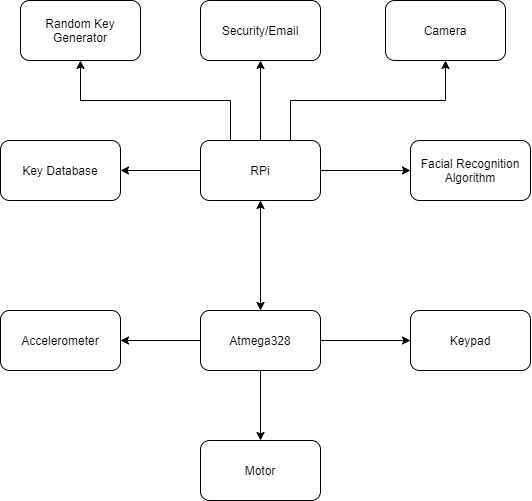 Random Key
Generator
Security/Email
Camera
Key Database
RPi
Facial Recognition
Algorithm
Accelerometer
Atmega328
Keypad
Motor